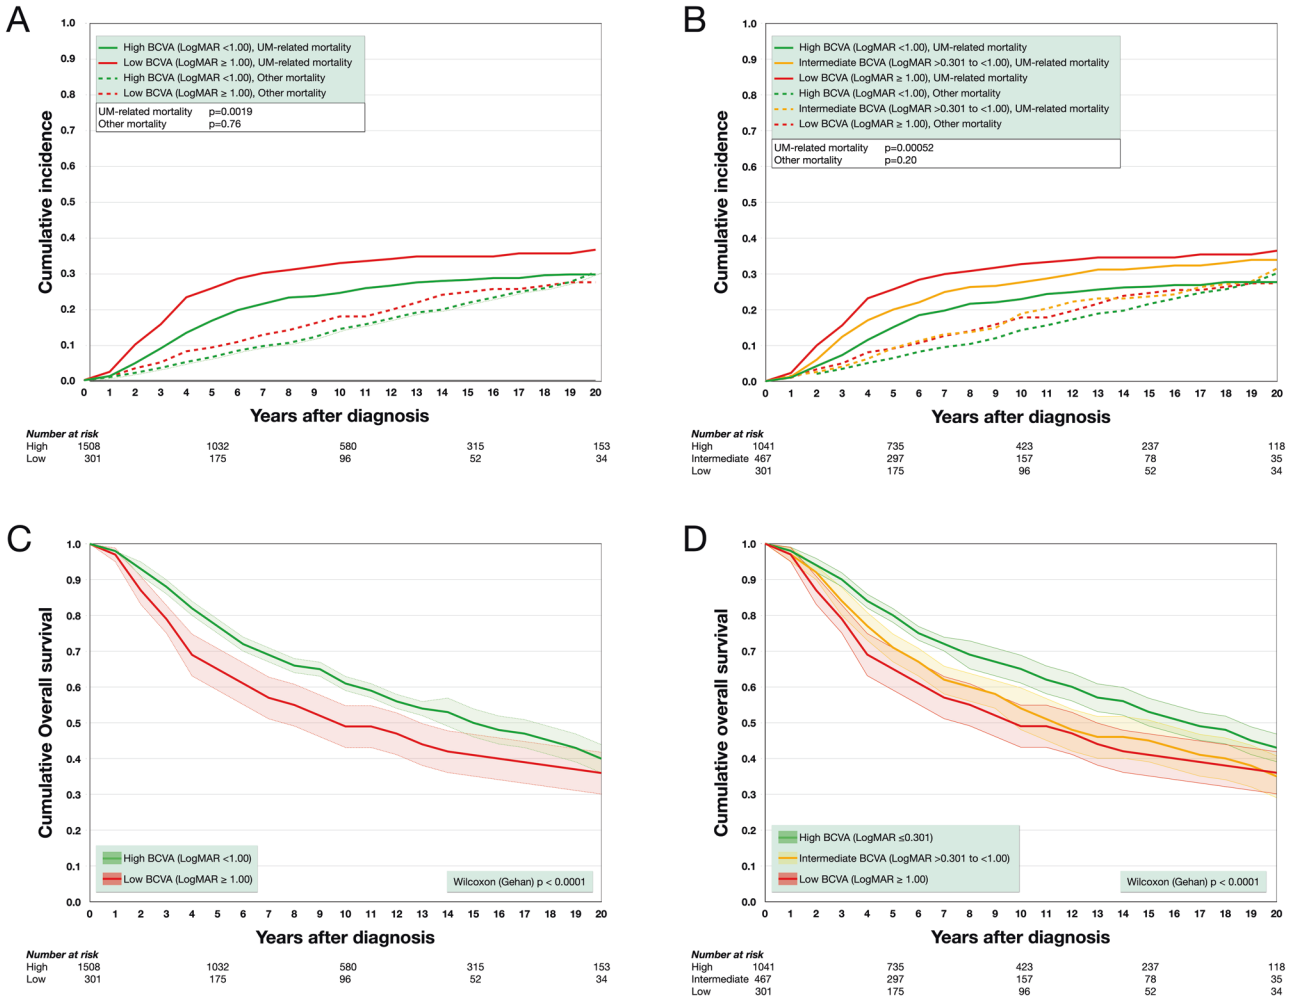 A
Cumulative incidence
1.0
0.9
0.8
0.7
0.6
0.5
0.4
0.3
0.2
0.1
0.0
High BCVA (LogMAR <1.00), UM-related mortality
Low BCVA (LogMAR ≥ 1.00), UM-related mortality
High BCVA (LogMAR <1.00), Other mortality
Low BCVA (LogMAR ≥ 1.00), Other mortality
UM-related mortality p=0.0019
Other mortality p=0.76
0 1 2 3 4 5 6 7 8 9 10 11 12 13 14 15 16 17 18 19 20
Years after diagnosis
Number at risk
High 1508 1032 580 315 153
Low 301 175 96 52 34
B
Cumulative incidence
1.0
0.9
0.8
0.7
0.6
0.5
0.4
0.3
0.2
0.1
0.0
High BCVA (LogMAR <1.00), UM-related mortality
Intermediate BCVA (LogMAR >0.301 to <1.00), UM-related mortality
Low BCVA (LogMAR ≥ 1.00), UM-related mortality
High BCVA (LogMAR <1.00), Other mortality
Intermediate BCVA (LogMAR >0.301 to <1.00), UM-related mortality
Low BCVA (LogMAR ≥ 1.00), Other mortality
UM-related mortality p=0.00052
Other mortality p=0.20
0 1 2 3 4 5 6 7 8 9 10 11 12 13 14 15 16 17 18 19 20
Years after diagnosis
Number at risk
High 1041 735 423 237 118
Intermediate 467 297 157 78 35
Low 301 175 96 52 34
C
Cumulative Overall survival
1.0
0.9
0.8
0.7
0.6
0.5
0.4
0.3
0.2
0.1
0.0
High BCVA (LogMAR <1.00)
Low BCVA (LogMAR ≥ 1.00)
Wilcoxon (Gehan) p < 0.0001
0 1 2 3 4 5 6 7 8 9 10 11 12 13 14 15 16 17 18 19 20
Years after diagnosis
Number at risk
High 1508 1032 580 315 153
Low 301 175 96 52 34
D
Cumulative overall survival
1.0
0.9
0.8
0.7
0.6
0.5
0.4
0.3
0.2
0.1
0.0
High BCVA (LogMAR ≤0.301)
Intermediate BCVA (LogMAR >0.301 to <1.00)
Low BCVA (LogMAR ≥ 1.00)
Wilcoxon (Gehan) p < 0.0001
0 1 2 3 4 5 6 7 8 9 10 11 12 13 14 15 16 17 18 19 20
Years after diagnosis
Number at risk
High 1041 735 423 237 118
Intermediate 467 297 157 78 35
Low 301 175 96 52 34